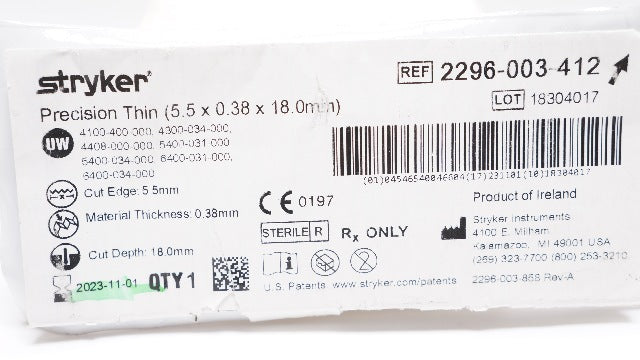 stryker®
REF 2296-003-412
LOT 18304017
Precision Thin (5.5 x 0.38 x 18.0mm)
UW
4100-400-000, 4300-034-000,
4408-000-000, 5400-031-000
5400-034-000, 6400-031-000,
6400-034-000
(01)04546540046604(17)231101(10)18304017
Cut Edge: 5.5mm
Material Thickness: 0.38mm
Cut Depth: 18.0mm
2023-11-01 QTY 1
CE 0197
STERILE R Rx ONLY
U.S. Patents www.stryker.com/patents
Product of Ireland
Stryker Instruments
4100 E. Milham
Kalamazoo, MI 49001 USA
(269) 323-7700 (800) 253-3210
2296-003-85S Rev-A